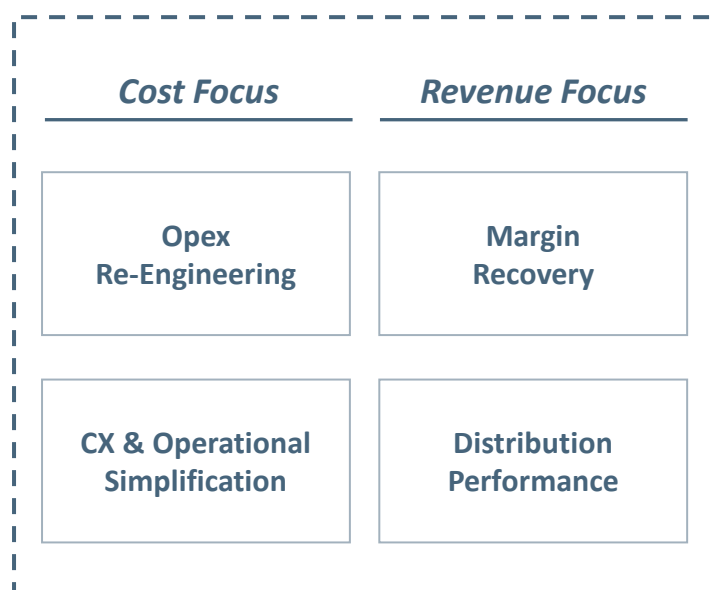 Cost Focus
Revenue Focus
Opex
Re-Engineering
Margin
Recovery
CX & Operational
Simplification
Distribution
Performance